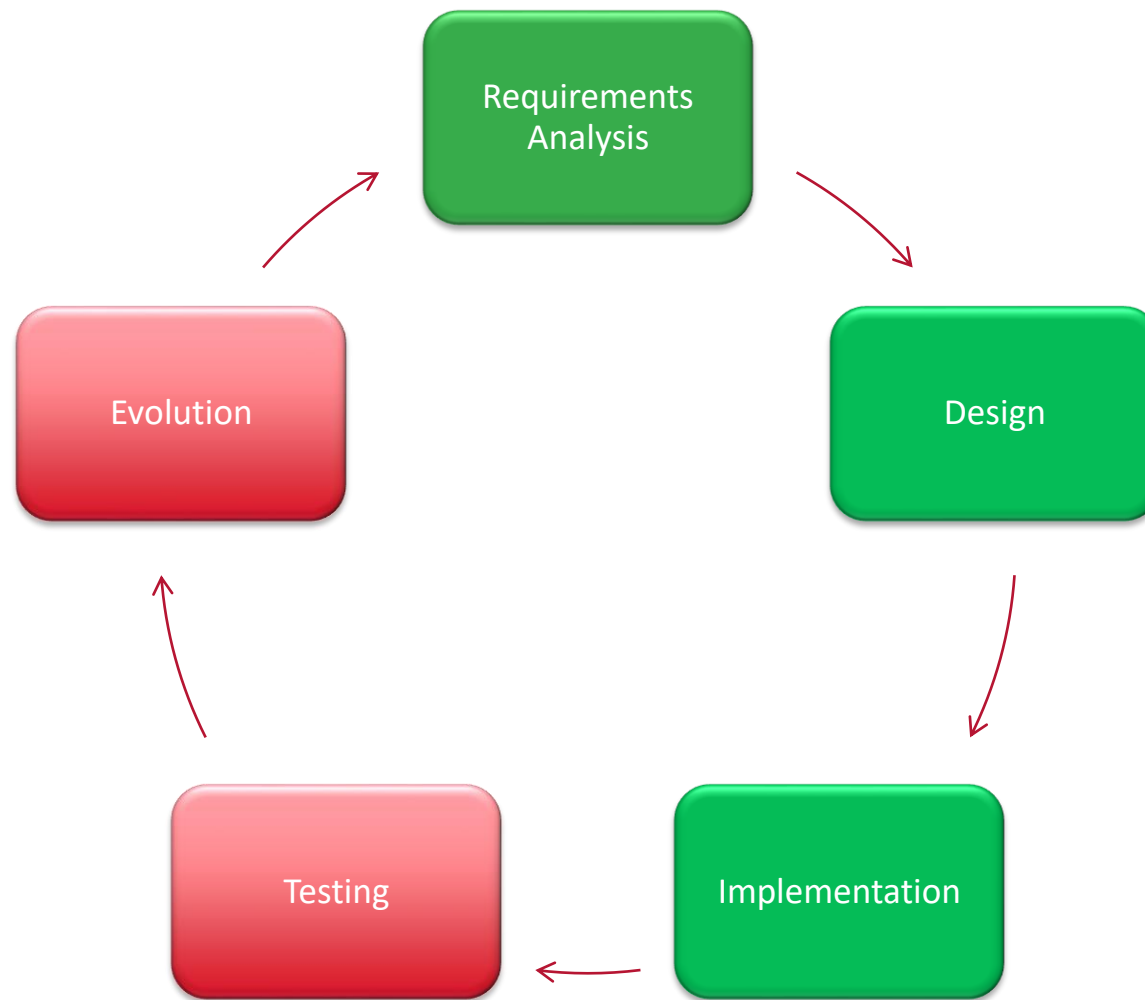 Requirements
Analysis
Evolution
Design
Testing
Implementation